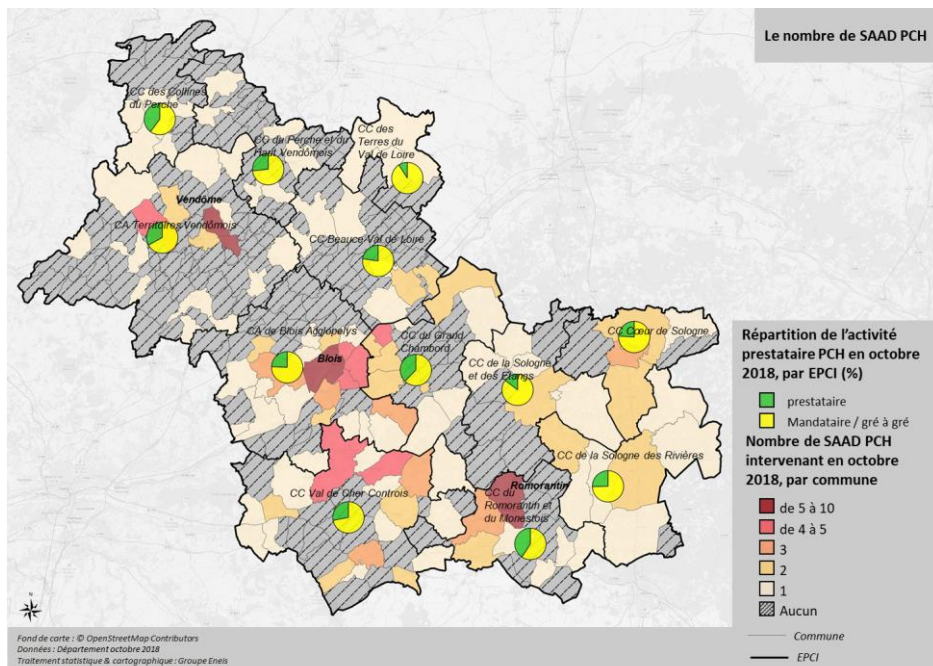 Le nombre de SAAD PCH
CC des Collines
du Perche
CC du Perche et du
Haut Vendômois
CC des
Terres du
Val de Loire
Vendôme
CA Territoires Vendômois
CC Beauce Val de Loire
CA de Blois Agglopolys
Blois
CC du Grand
Chambord
CC Cœur de Sologne
CC de la Sologne
et des Etangs
CC de la Sologne des Rivières
Romorantin
CC Val de Cher Controis
CC du
Romorantin et
du Monestois
Répartition de l’activité
prestataire PCH en octobre
2018, par EPCI (%)
prestataire
Mandataire / gré à gré
Nombre de SAAD PCH
intervenant en octobre
2018, par commune
de 5 à 10
de 4 à 5
3
2
1
Aucun
Commune
EPCI
N
Fond de carte : © OpenStreetMap Contributors
Données : Département octobre 2018
Traitement statistique & cartographique : Groupe Eneis